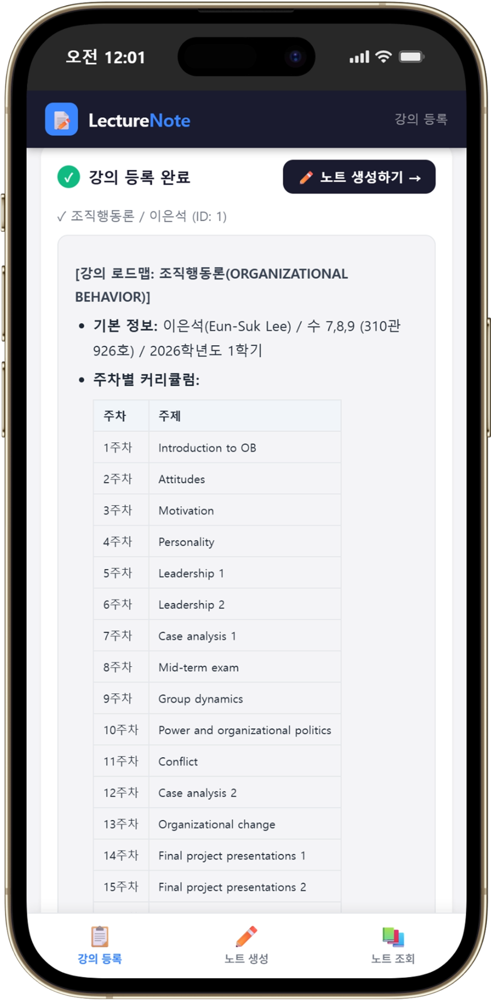 오전 12:01
LectureNote
강의 등록
✓ 강의 등록 완료
노트 생성하기 →
✓ 조직행동론 / 이은석 (ID: 1)
[강의 로드맵: 조직행동론(ORGANIZATIONAL
BEHAVIOR)]
• 기본 정보: 이은석(Eun-Suk Lee) / 수 7,8,9 (310관
926호) / 2026학년도 1학기
• 주차별 커리큘럼:
주차 주제
1주차 Introduction to OB
2주차 Attitudes
3주차 Motivation
4주차 Personality
5주차 Leadership 1
6주차 Leadership 2
7주차 Case analysis 1
8주차 Mid-term exam
9주차 Group dynamics
10주차 Power and organizational politics
11주차 Conflict
12주차 Case analysis 2
13주차 Organizational change
14주차 Final project presentations 1
15주차 Final project presentations 2
강의 등록
노트 생성
노트 조회